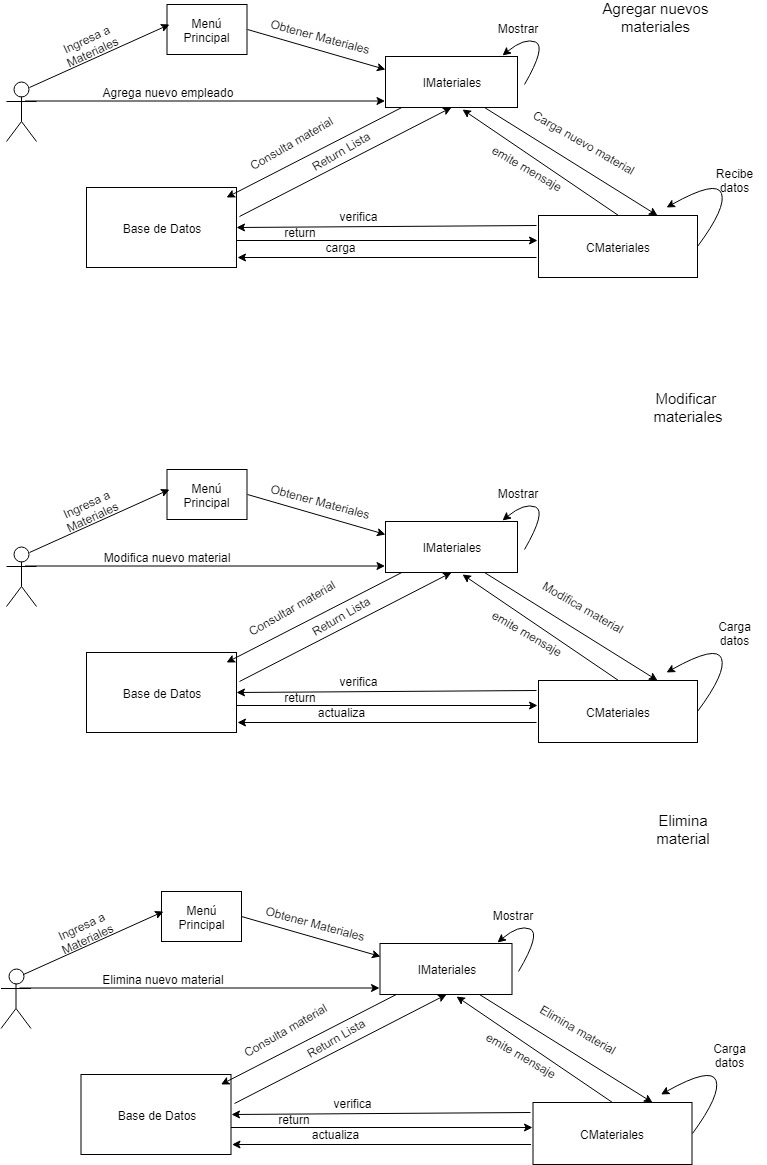 Agregar nuevos
materiales
Ingresa a
Materiales
Menú
Principal
Obtener Materiales
Mostrar
IMateriales
Agrega nuevo empleado
Consulta material
Return Lista
Carga nuevo material
emite mensaje
Recibe
datos
Base de Datos
verifica
return
carga
CMateriales
Modificar
materiales
Ingresa a
Materiales
Menú
Principal
Obtener Materiales
Mostrar
IMateriales
Modifica nuevo material
Consultar material
Return Lista
Modifica material
emite mensaje
Carga
datos
Base de Datos
verifica
return
actualiza
CMateriales
Elimina
material
Ingresa a
Materiales
Menú
Principal
Obtener Materiales
Mostrar
IMateriales
Elimina nuevo material
Consulta material
Return Lista
Elimina material
emite mensaje
Carga
datos
Base de Datos
verifica
return
actualiza
CMateriales